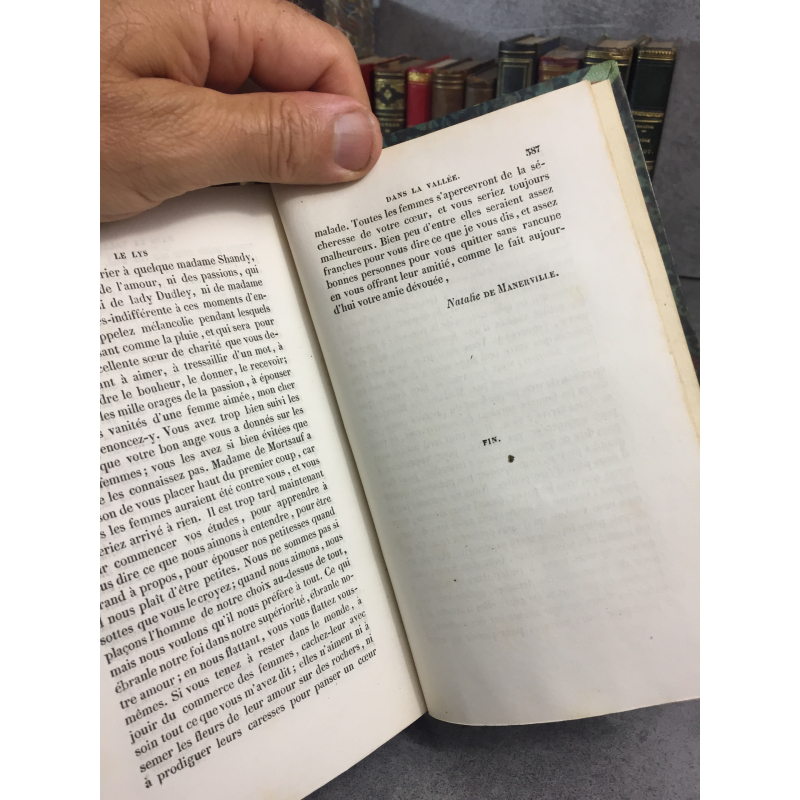 LE LYS
rier à quelque madame Shandy,
de l'amour, ni des passions, qui
i de lady Dudley, ni de madame
rs-indifférente à ces moments d'en-
ppelez mélancolie pendant lesquels
sant comme la pluie, et qui sera pour
xcellente sœur de charité que vous de-
ant à aimer, à tressaillir d'un mot, à
dre le bonheur, le donner, le recevoir;
les mille orages de la passion, à épouser
s vanités d'une femme aimée, mon cher
enoncez-y. Vous avez trop bien suivi les
que votre bon ange vous a donnés sur les
femmes; vous les avez si bien évitées que
e les connaissez pas. Madame de Mortsauf a
son de vous placer haut du premier coup, car
s les femmes auraient été contre vous, et vous
eriez arrivé à rien. Il est trop tard maintenant
ur commencer vos études, pour apprendre à
us dire ce que nous aimons à entendre, pour être
rand à propos, pour épouser nos petitesses quand
l nous plaît d'être petites. Nous ne sommes pas si
sottes que vous le croyez; quand nous aimons, nous
plaçons l'homme de notre choix au-dessus de tout,
mais nous voulons qu'il nous préfère à tout. Ce qui
ébranle notre foi dans notre supériorité, ébranle no-
tre amour; en nous flattant, vous vous flattez vous-
mêmes. Si vous tenez à rester dans le monde, à
jouir du commerce des femmes, cachez-leur avec
soin tout ce que vous m'avez dit; elles n'aiment ni à
semer les fleurs de leur amour sur des rochers, ni
à prodiguer leurs caresses pour panser un cœur
DANS LA VALLÉE. 387
malade. Toutes les femmes s'apercevront de la sé-
cheresse de votre cœur, et vous seriez toujours
malheureux. Bien peu d'entre elles seraient assez
franches pour vous dire ce que je vous dis, et assez
bonnes personnes pour vous quitter sans rancune
en vous offrant leur amitié, comme le fait aujour-
d'hui votre amie dévouée,
Natalie DE MANERVILLE.
FIN.